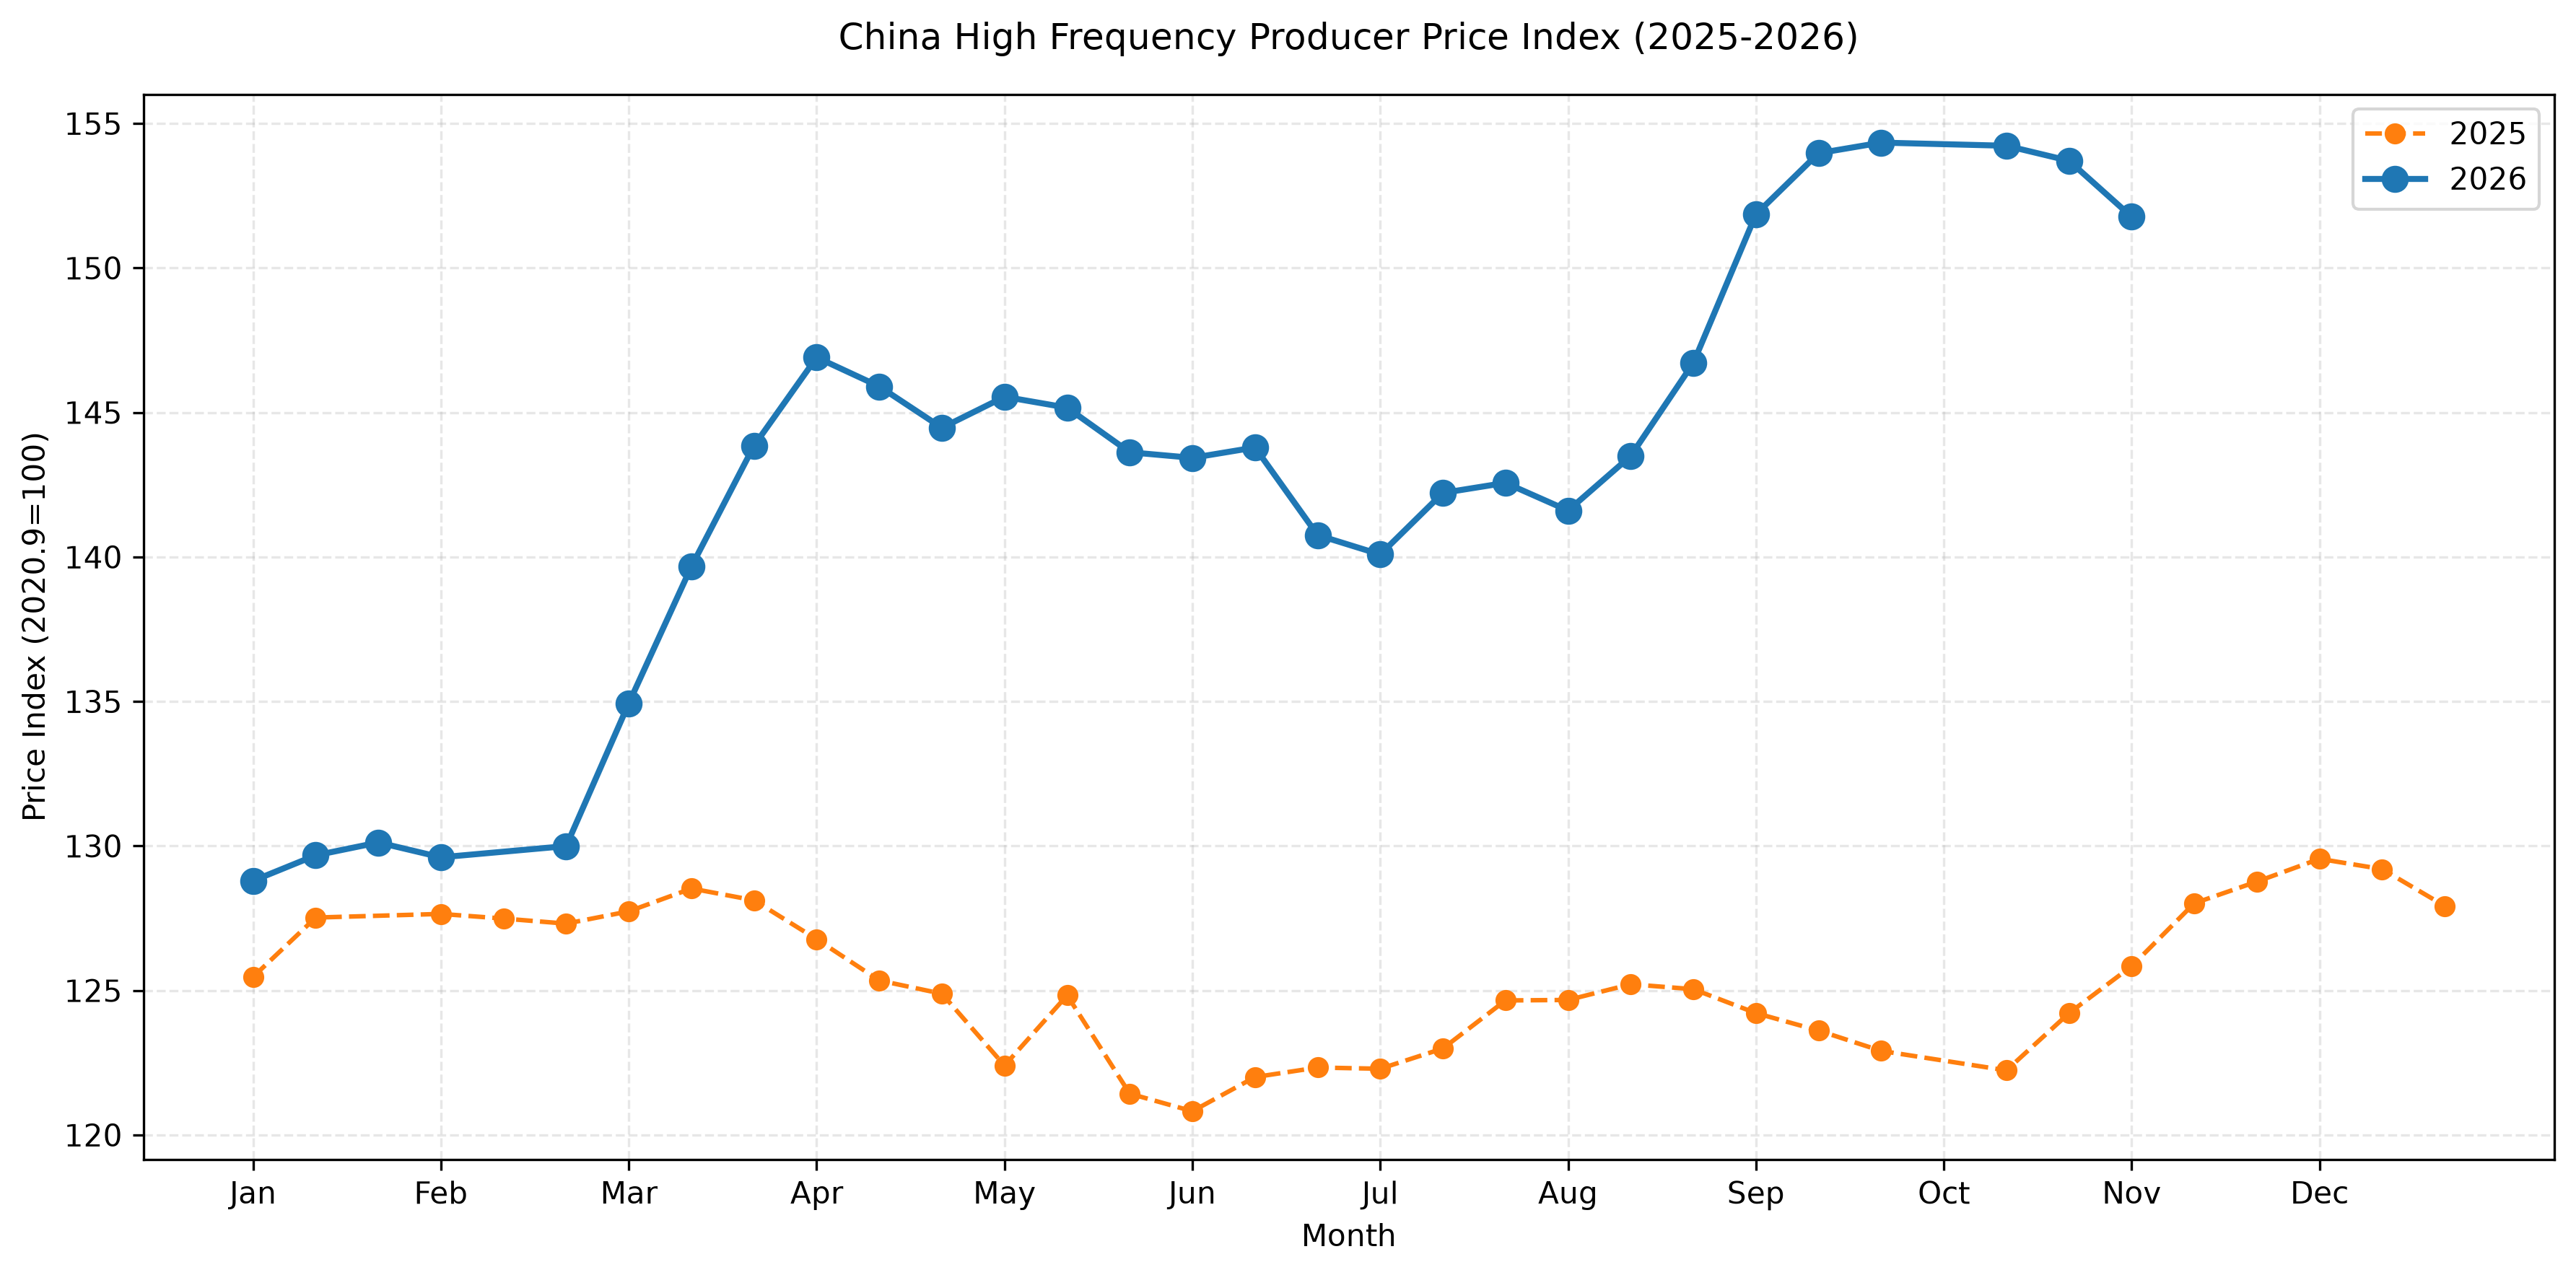 China High Frequency Producer Price Index (2025-2026)
2025
2026
Price Index (2020.9=100)
155
150
145
140
135
130
125
120
Jan Feb Mar Apr May Jun Jul Aug Sep Oct Nov Dec
Month